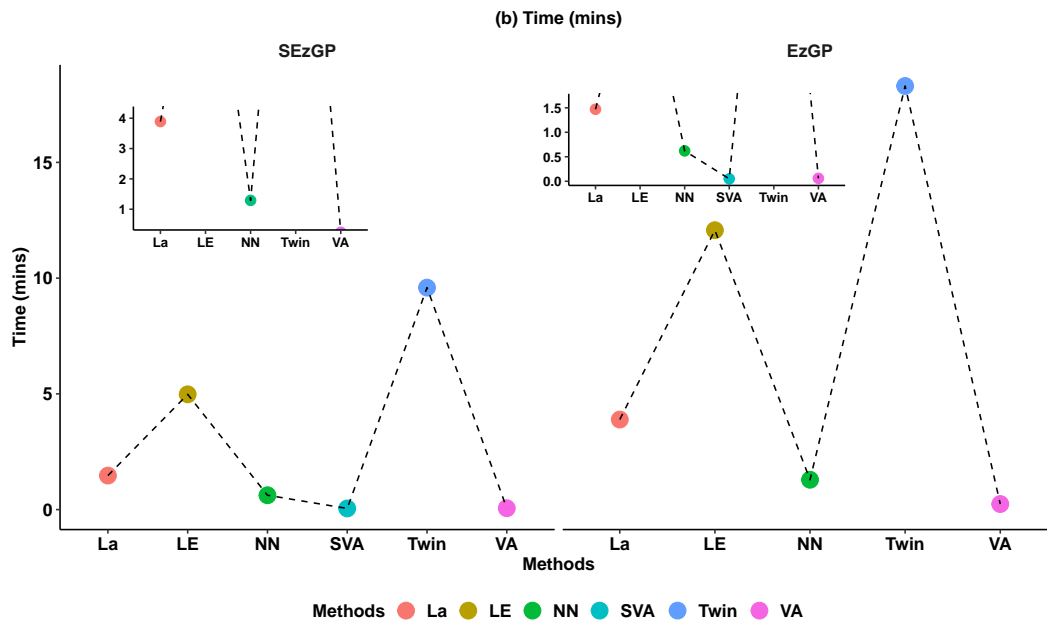 (b) Time (mins)
SEzGP
EzGP
Time (mins)
15
10
5
0
4
3
2
1
La LE NN Twin VA
1.5
1.0
0.5
0.0
La LE NN SVA Twin VA
La LE NN SVA Twin VA
La LE NN Twin VA
Methods
Methods La LE NN SVA Twin VA